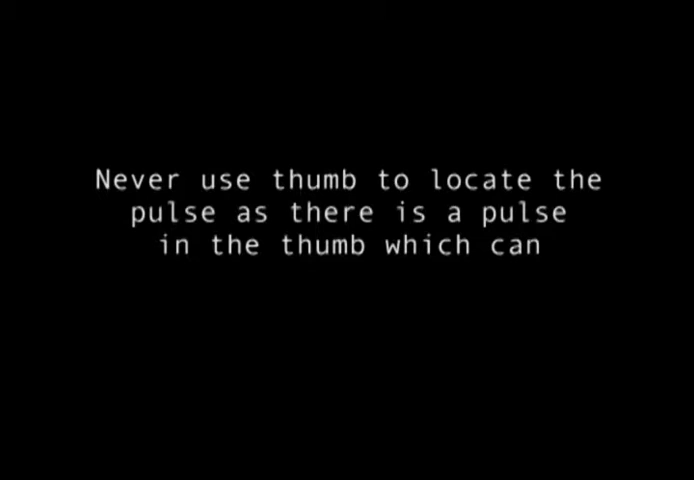 Never use thumb to locate the
pulse as there is a pulse
in the thumb which can